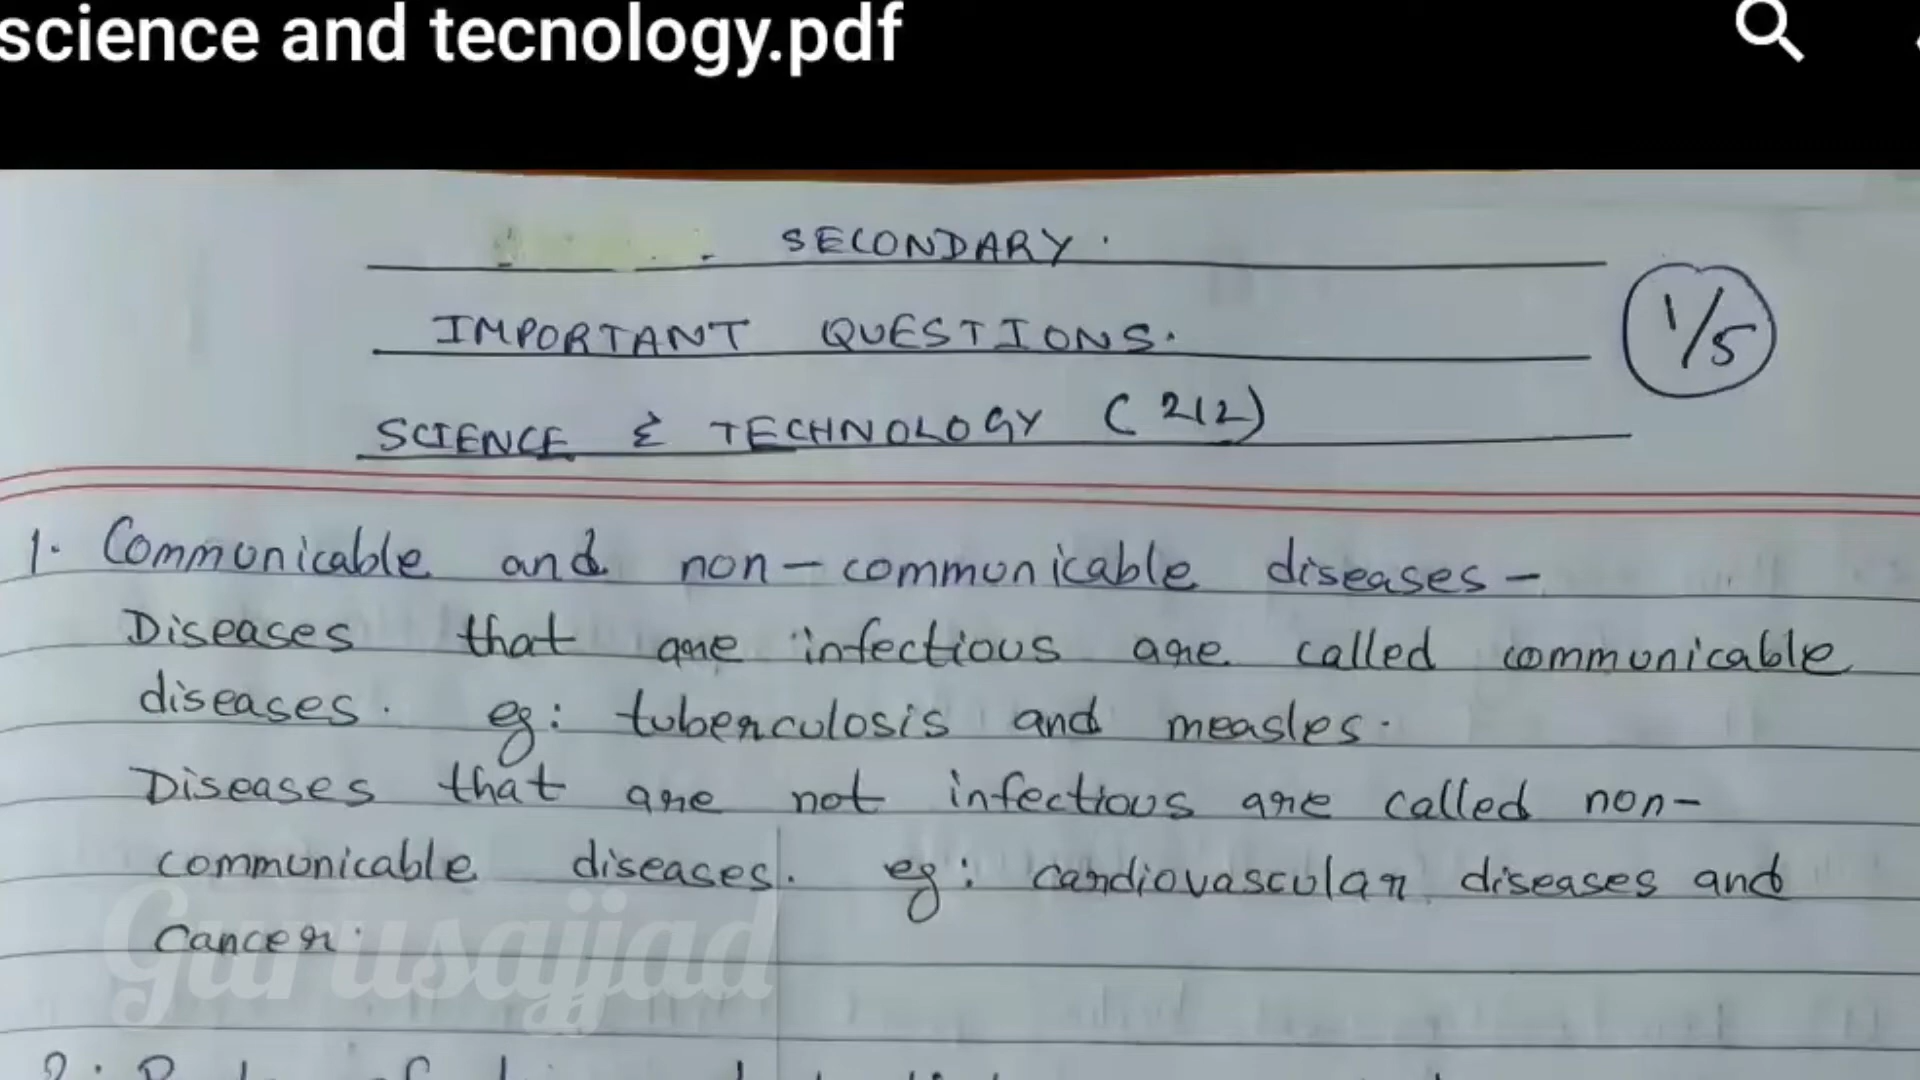 science and tecnology.pdf
SECONDARY.
IMPORTANT QUESTIONS.
1/5
SCIENCE & TECHNOLOGY (212)
1. Communicable and non-communicable diseases-
Diseases that are infectious are called communicable
diseases. eg: tuberculosis and measles.
Diseases that are not infectious are called non-
communicable diseases. eg: cardiovascular diseases and
cancer.
Gurusajjad
2.